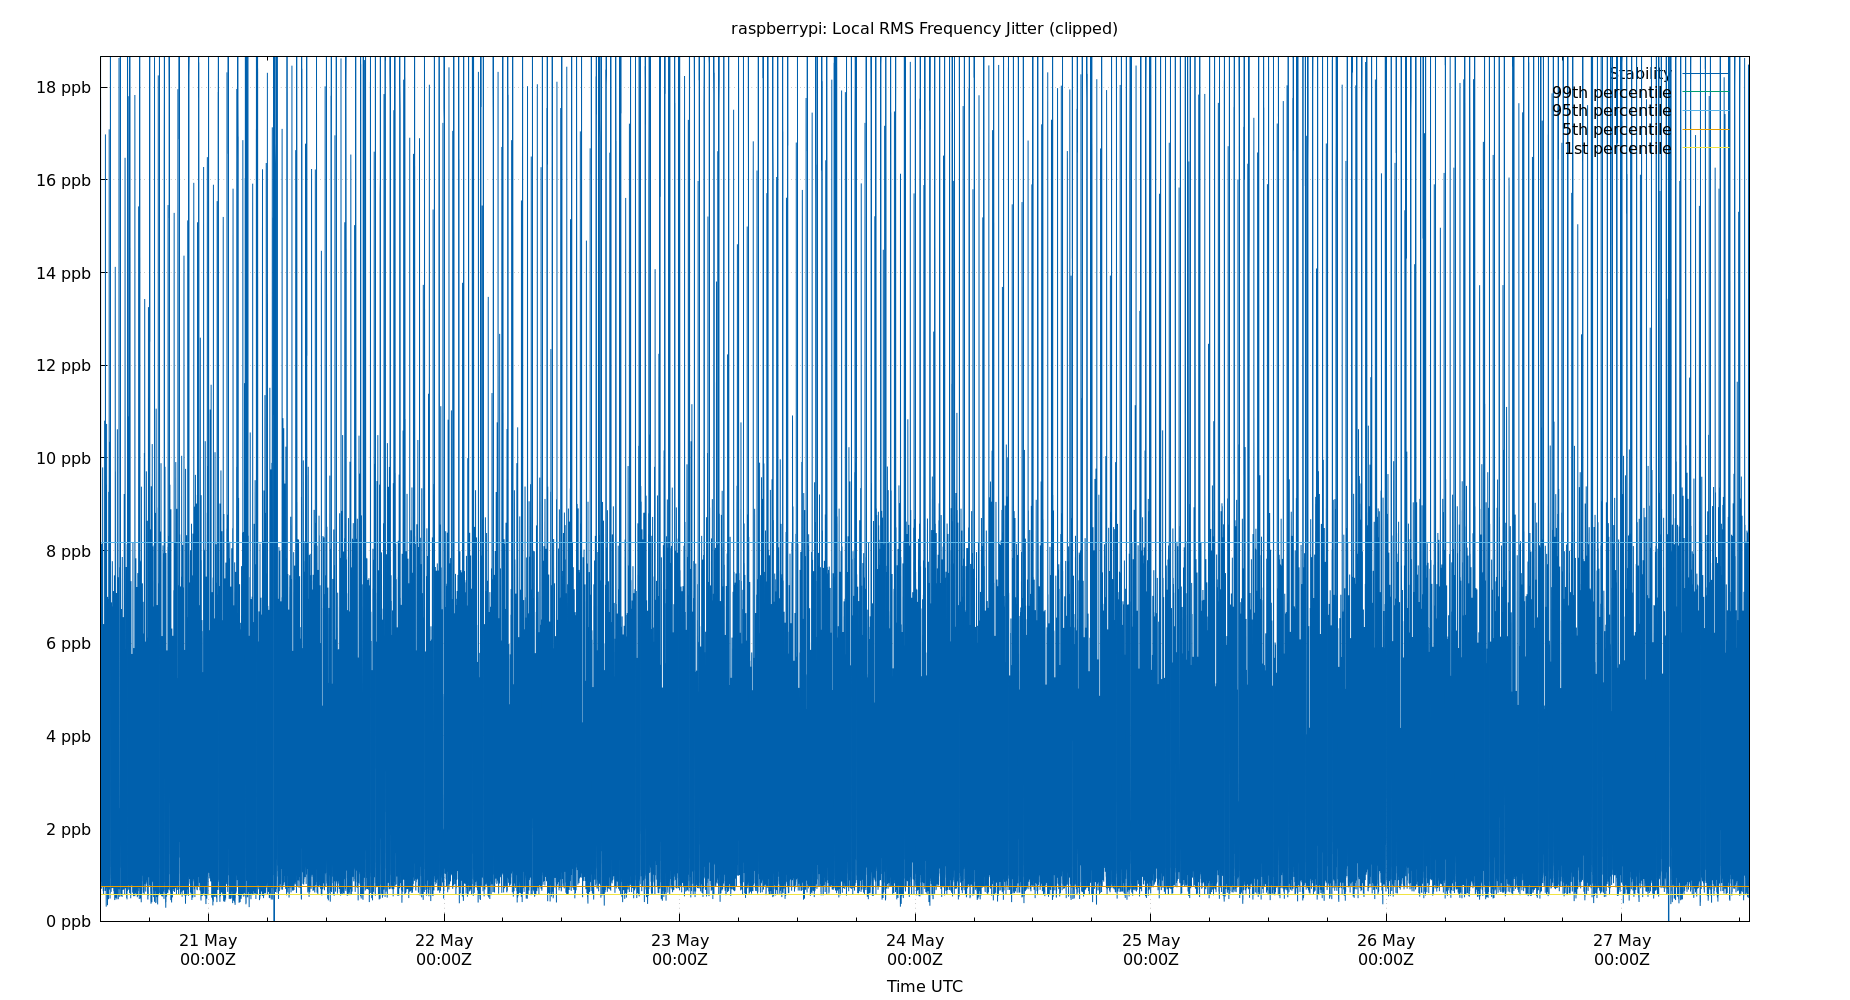 raspberrypi: Local RMS Frequency Jitter (clipped)
Stability
99th percentile
95th percentile
5th percentile
1st percentile
18 ppb
16 ppb
14 ppb
12 ppb
10 ppb
8 ppb
6 ppb
4 ppb
2 ppb
0 ppb
21 May 22 May 23 May 24 May 25 May 26 May 27 May
00:00Z 00:00Z 00:00Z 00:00Z 00:00Z 00:00Z 00:00Z
Time UTC